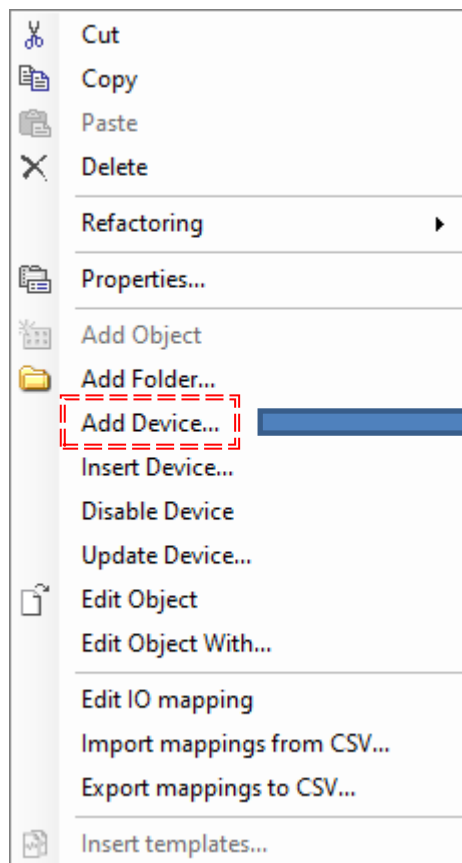 Cut
Copy
Paste
Delete
Refactoring
Properties...
Add Object
Add Folder...
Add Device...
Insert Device...
Disable Device
Update Device...
Edit Object
Edit Object With...
Edit IO mapping
Import mappings from CSV...
Export mappings to CSV...
Insert templates...